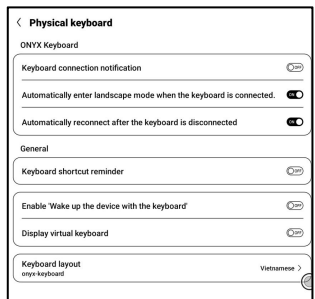 Physical keyboard
ONYX Keyboard
Keyboard connection notification OFF
Automatically enter landscape mode when the keyboard is connected. ON
Automatically reconnect after the keyboard is disconnected ON
General
Keyboard shortcut reminder OFF
Enable 'Wake up the device with the keyboard' OFF
Display virtual keyboard OFF
Keyboard layout
onyx-keyboard
Vietnamese